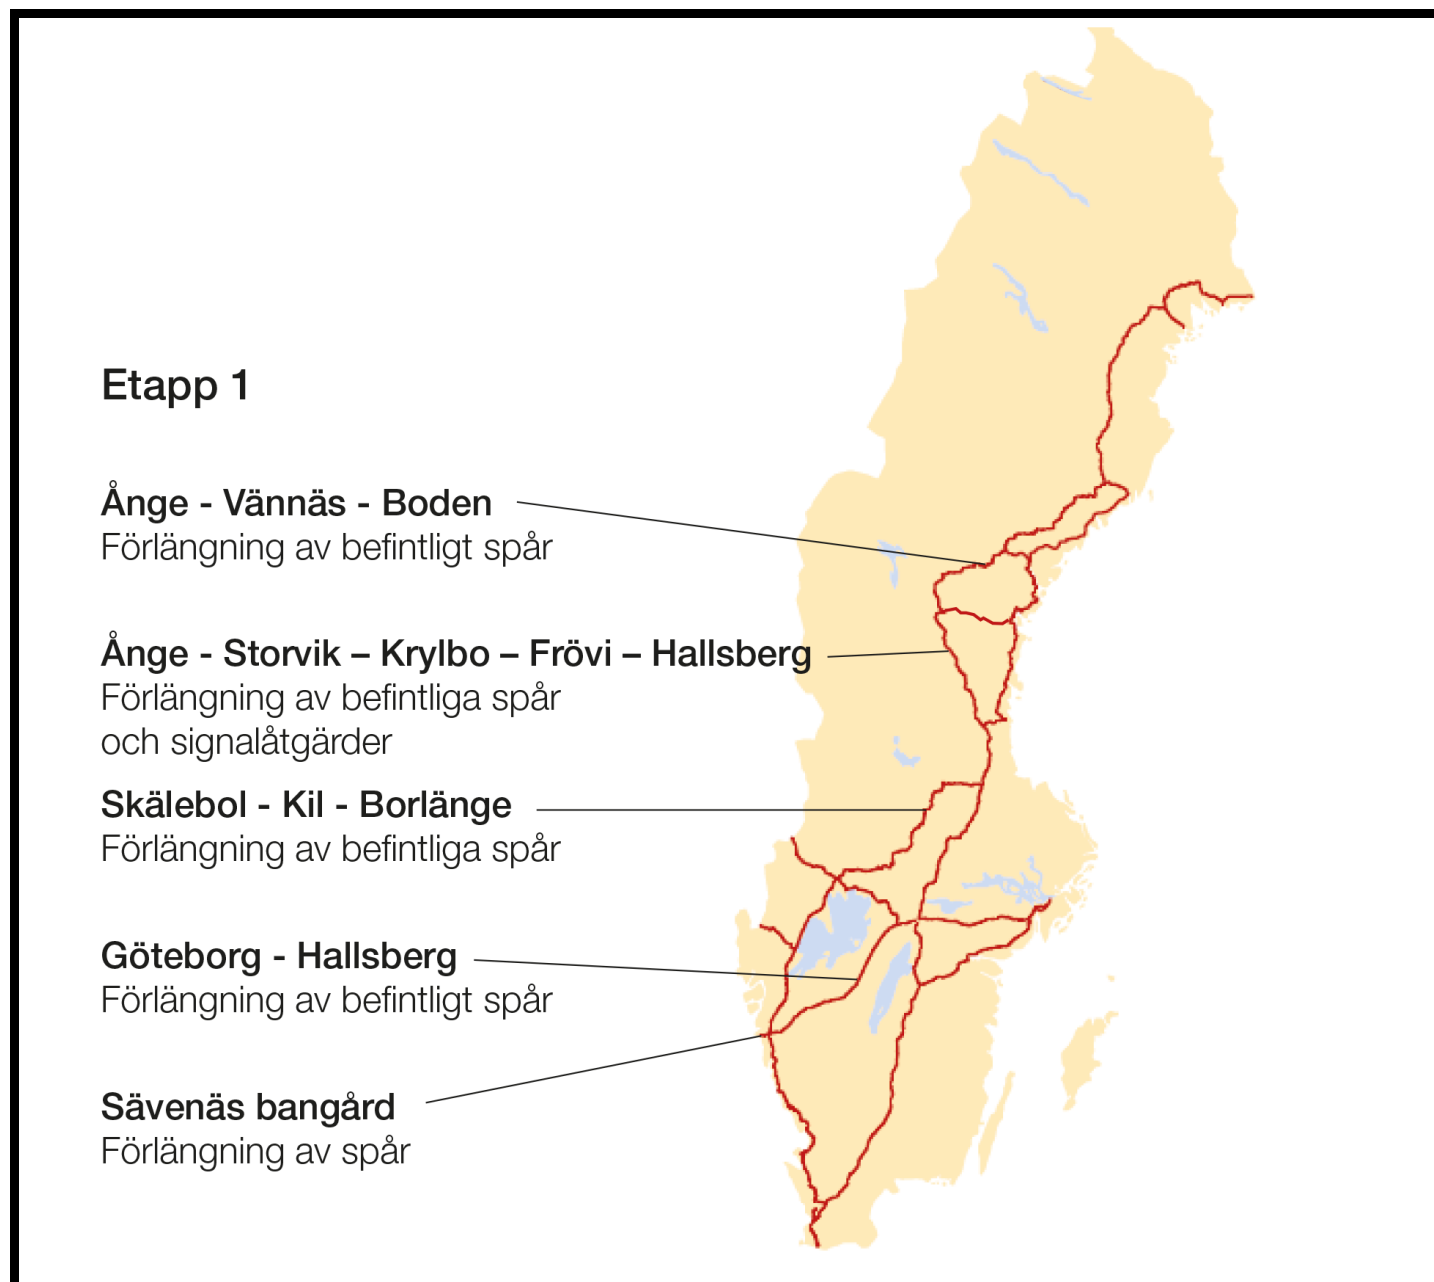 Etapp 1
Ånge - Vännäs - Boden
Förlängning av befintligt spår
Ånge - Storvik – Krylbo – Frövi – Hallsberg
Förlängning av befintliga spår
och signalåtgärder
Skälebol - Kil - Borlänge
Förlängning av befintliga spår
Göteborg - Hallsberg
Förlängning av befintligt spår
Sävenäs bangård
Förlängning av spår